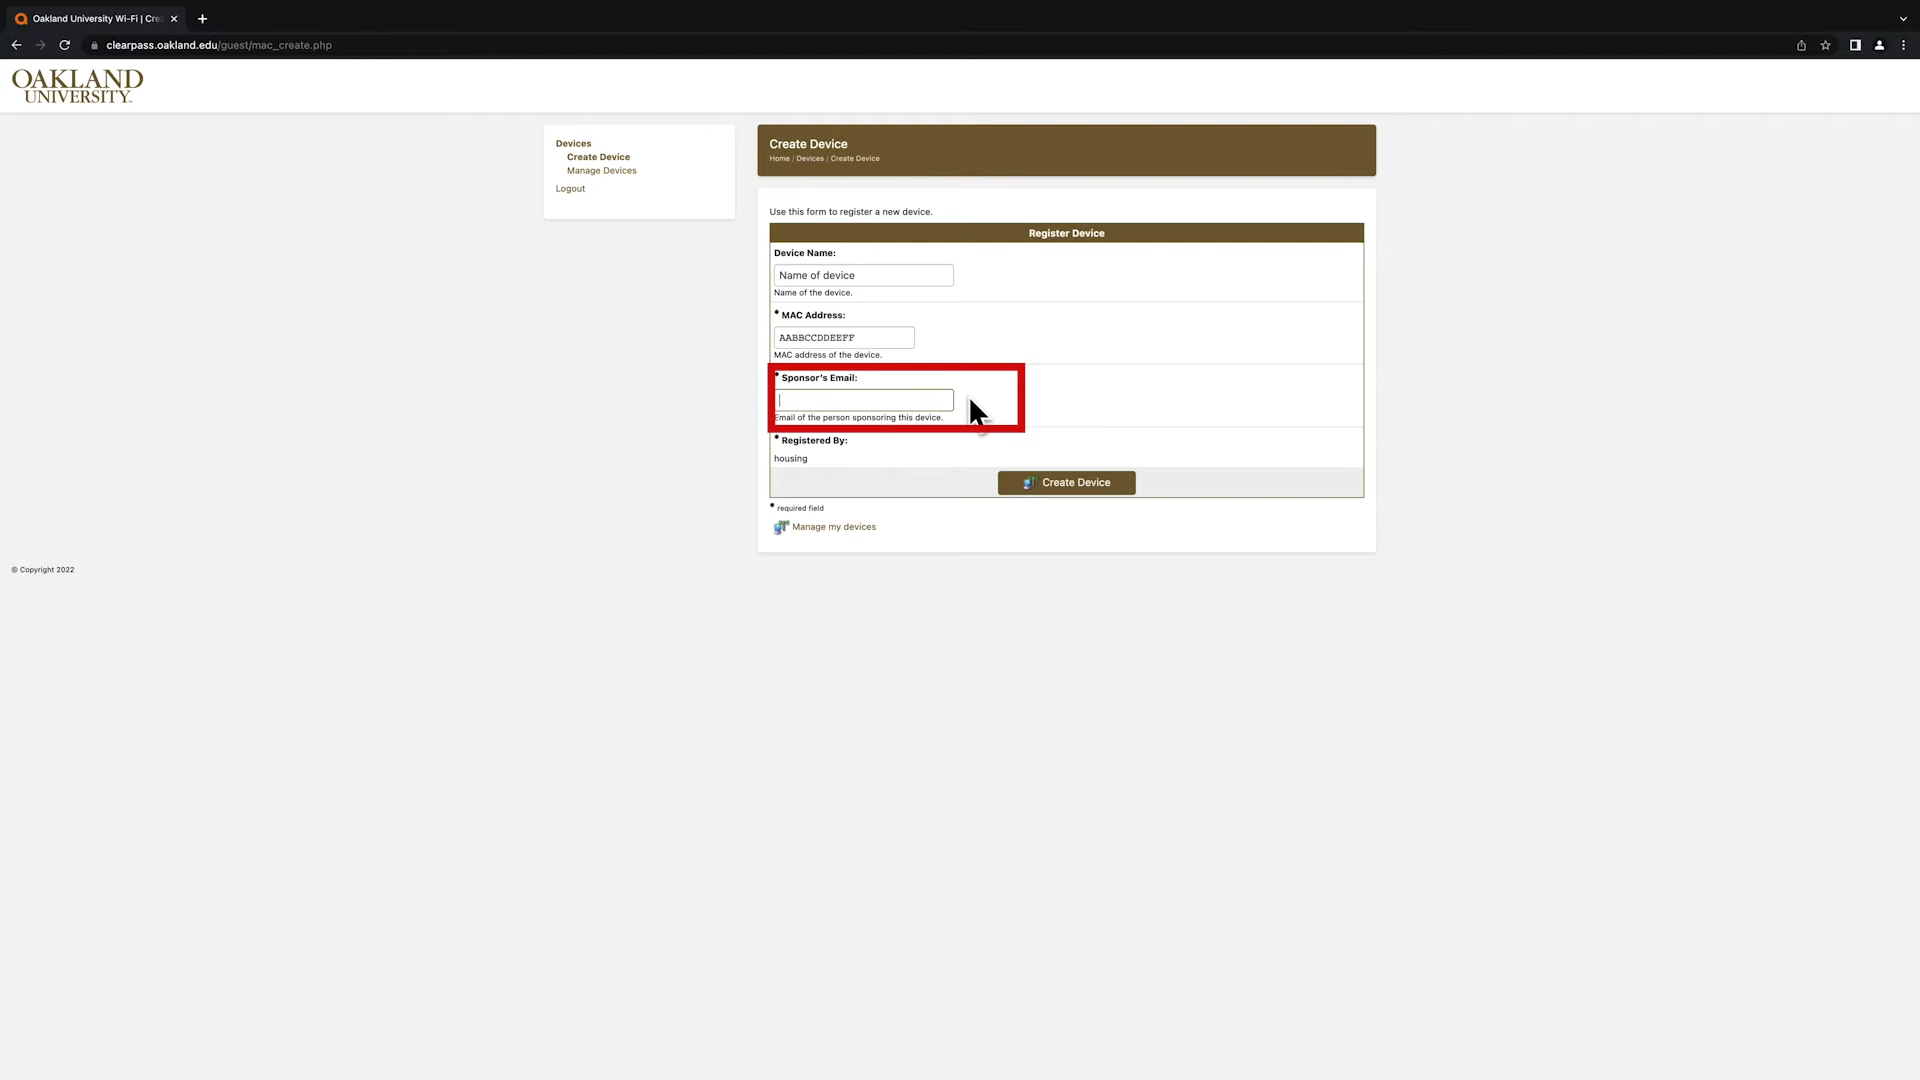 Oakland University Wi-Fi | Cre
clearpass.oakland.edu/guest/mac_create.php
OAKLAND
UNIVERSITY™
Devices
Create Device
Manage Devices
Logout
Create Device
Home / Devices / Create Device
Use this form to register a new device.
Register Device
Device Name:
Name of device
Name of the device.
* MAC Address:
AABBCCDDEEFF
MAC address of the device.
* Sponsor's Email:
Email of the person sponsoring this device.
* Registered By:
housing
Create Device
* required field
Manage my devices
© Copyright 2022